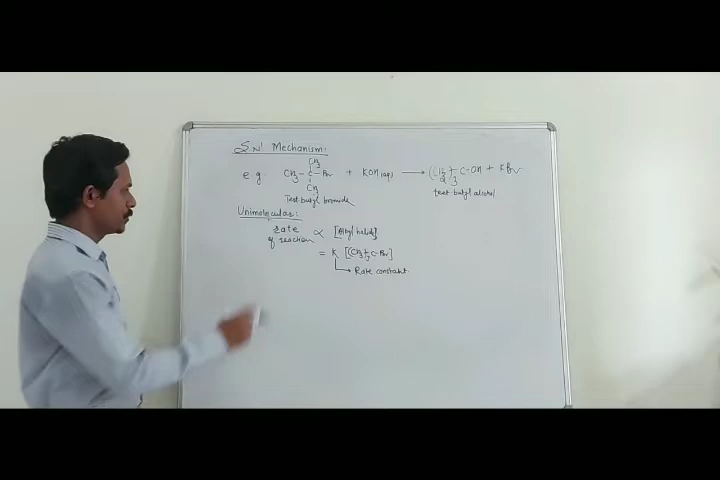 SN¹ Mechanism:
CH3
e.g. CH3 - C - Br + KOH(aq) → (CH3)3 C-OH + KBr
CH3
Tert butyl bromide
tert butyl alcohol
Unimolecular:
rate of reaction ∝ [Alkyl halide]
= K [(CH3)3 C-Br]
→ Rate constant.